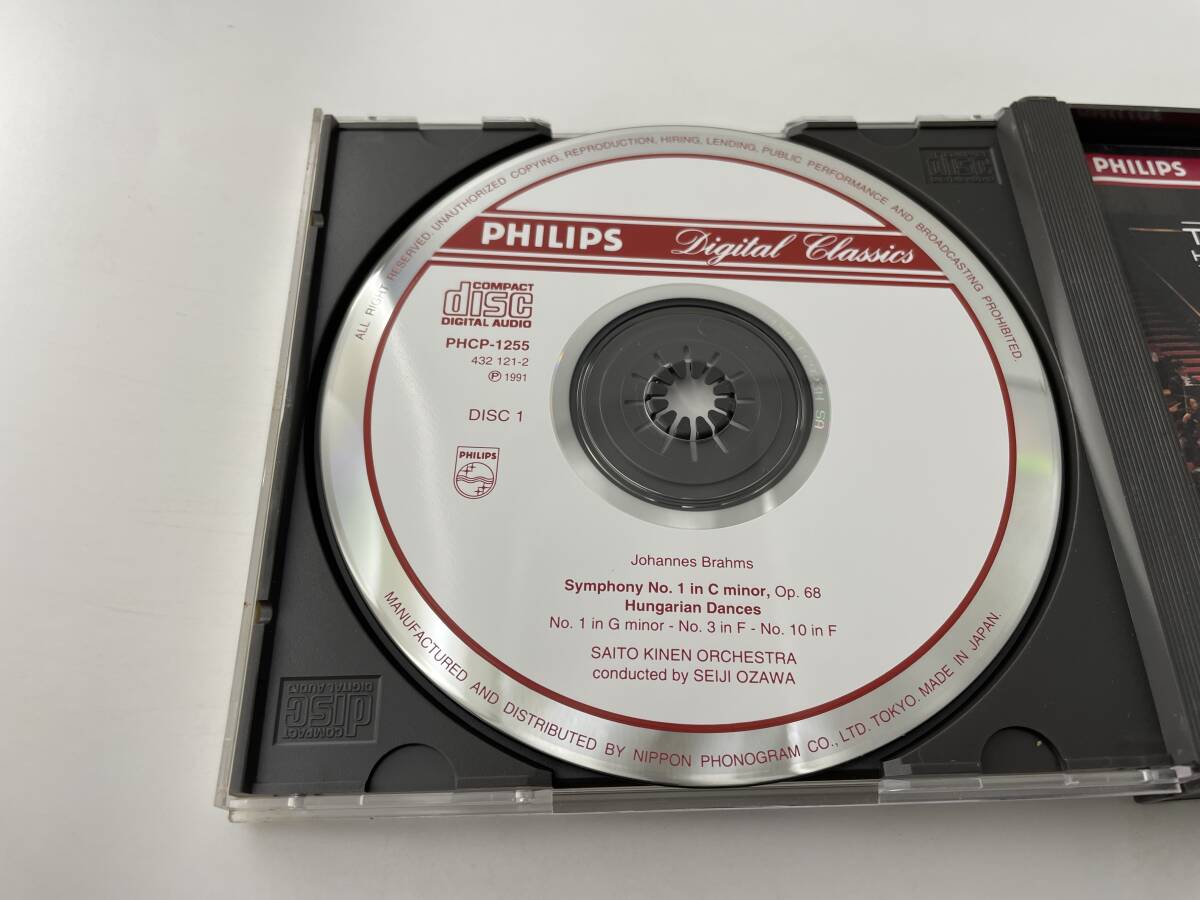 ALL RIGHT RESERVED. UNAUTHORIZED COPYING, REPRODUCTION, HIRING, LENDING, PUBLIC PERFORMANCE AND BROADCASTING PROHIBITED.
PHILIPS Digital Classics
COMPACT
disc
DIGITAL AUDIO
PHCP-1255
432 121-2
Ⓟ 1991
DISC 1
PHILIPS
Johannes Brahms
Symphony No. 1 in C minor, Op. 68
Hungarian Dances
No. 1 in G minor - No. 3 in F - No. 10 in F
SAITO KINEN ORCHESTRA
conducted by SEIJI OZAWA
MANUFACTURED AND DISTRIBUTED BY NIPPON PHONOGRAM CO., LTD. TOKYO. MADE IN JAPAN.
COMPACT
disc
DIGITAL AUDIO
disc
DIGITAL AUDIO
PHILIPS